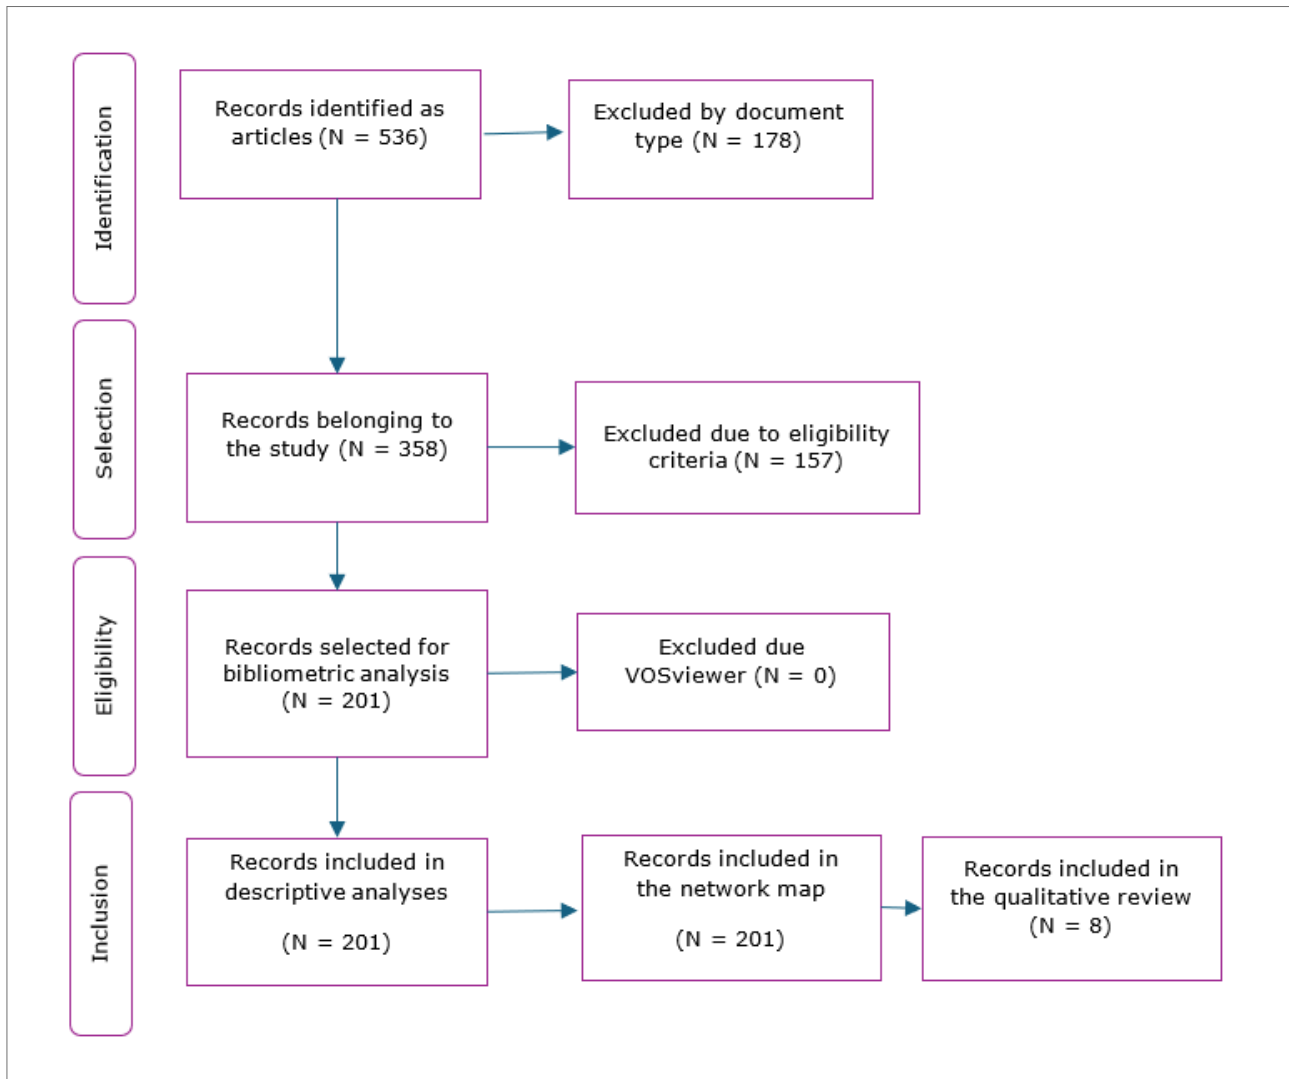 Identification
Records identified as
articles (N = 536)
Excluded by document
type (N = 178)
Selection
Records belonging to
the study (N = 358)
Excluded due to eligibility
criteria (N = 157)
Eligibility
Records selected for
bibliometric analysis
(N = 201)
Excluded due
VOSviewer (N = 0)
Inclusion
Records included in
descriptive analyses
(N = 201)
Records included in
the network map
(N = 201)
Records included in
the qualitative review
(N = 8)